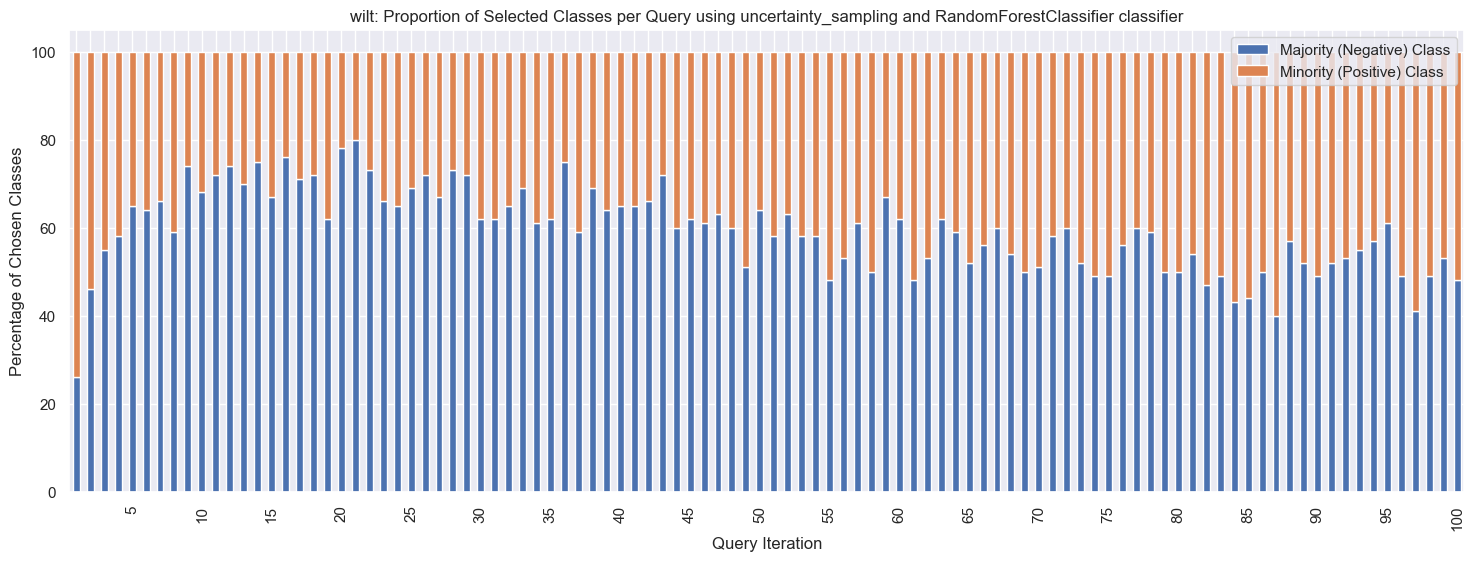 wilt: Proportion of Selected Classes per Query using uncertainty_sampling and RandomForestClassifier classifier
Majority (Negative) Class
Minority (Positive) Class
Percentage of Chosen Classes
100
80
60
40
20
0
5 10 15 20 25 30 35 40 45 50 55 60 65 70 75 80 85 90 95 100
Query Iteration